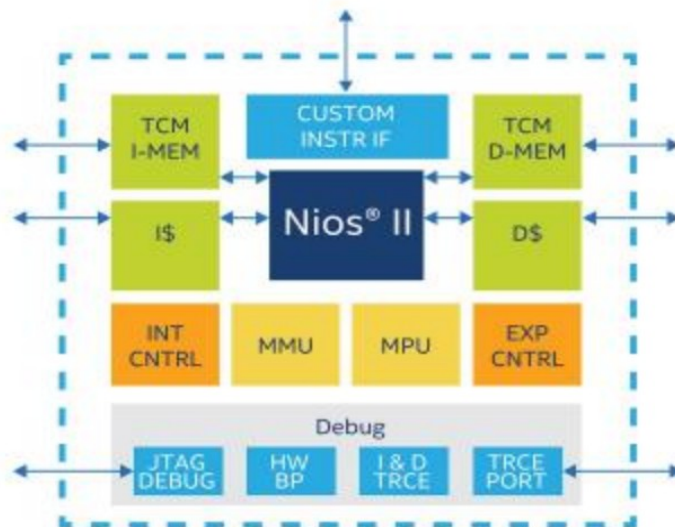 CUSTOM
INSTR IF
TCM
I-MEM
TCM
D-MEM
Nios® II
I$
D$
INT
CNTRL
MMU
MPU
EXP
CNTRL
Debug
JTAG
DEBUG
HW
BP
I & D
TRCE
TRCE
PORT